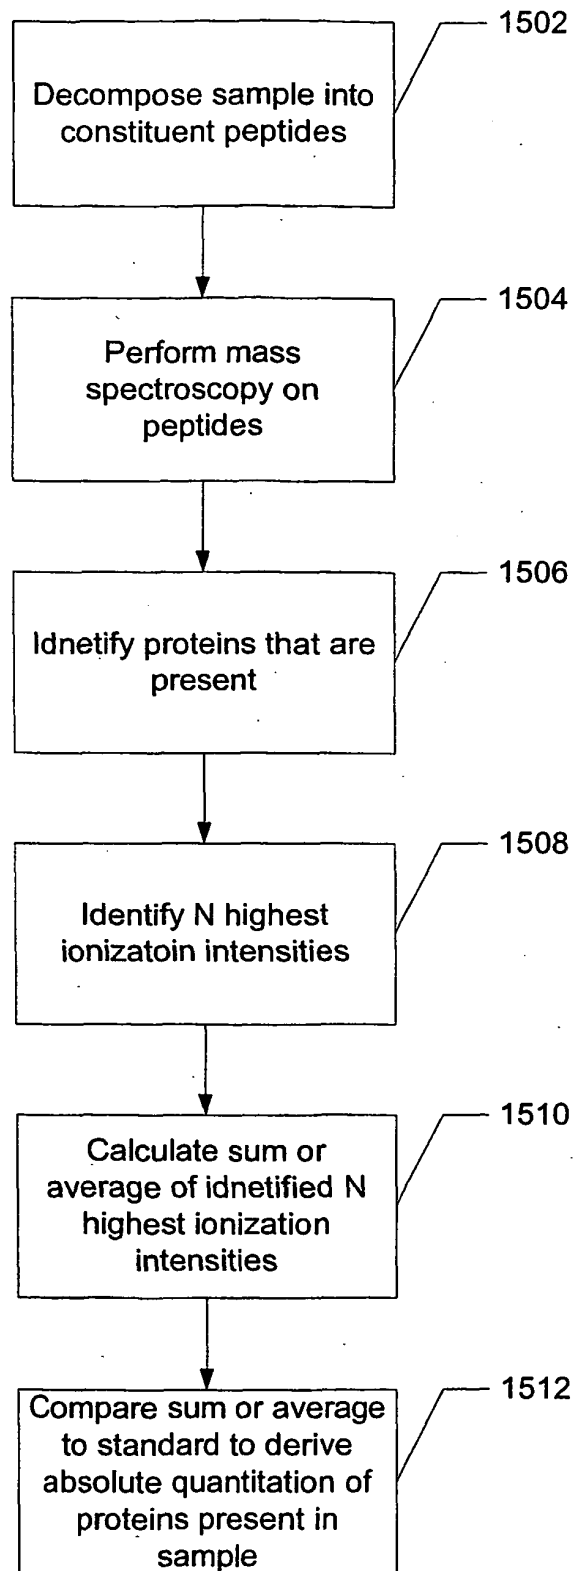 1502
Decompose sample into
constituent peptides
1504
Perform mass
spectroscopy on
peptides
1506
Idnetify proteins that are
present
1508
Identify N highest
ionizatoin intensities
1510
Calculate sum or
average of idnetified N
highest ionization
intensities
1512
Compare sum or average
to standard to derive
absolute quantitation of
proteins present in
sample